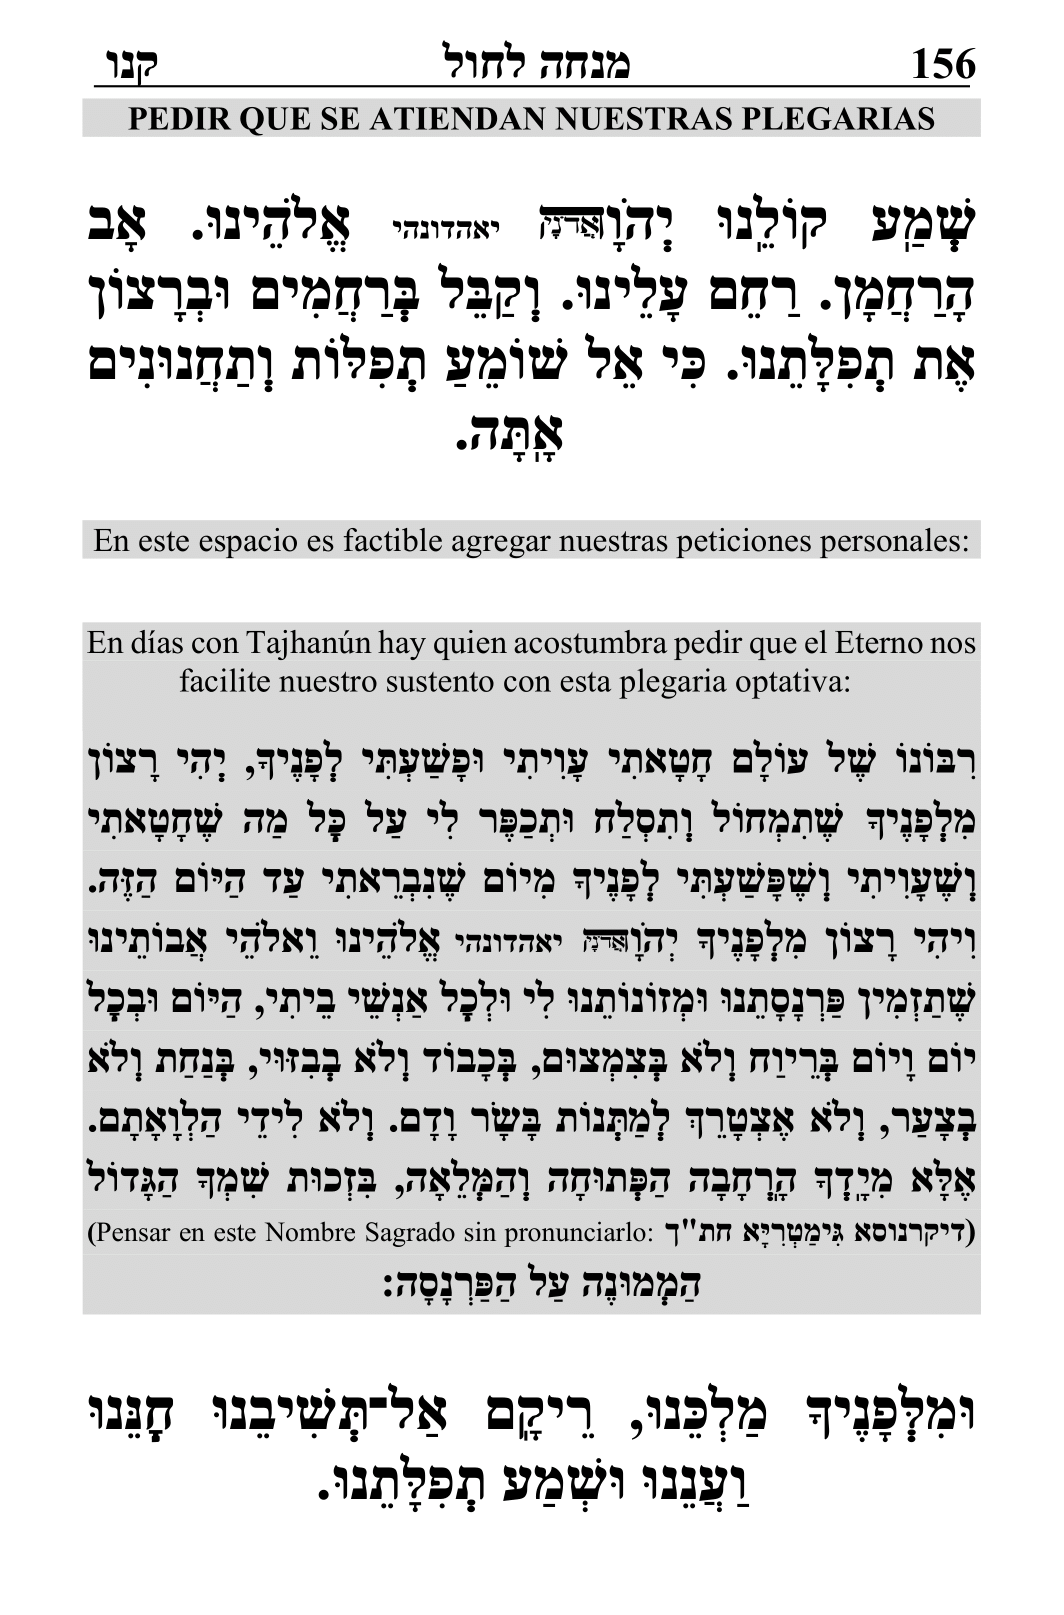 156 מנחה לחול קנו
PEDIR QUE SE ATIENDAN NUESTRAS PLEGARIAS
שְׁמַֽע קוֹלֵֽנוּ יְהֹוָאֲדֹנָיה יאהדונהי אֱלֹהֵֽינוּ. אָב
הָרַחֲמָן. רַחֵם עָלֵינוּ. וְקַבֵּל בְּרַחֲמִים וּבְרָצוֹן
אֶת תְּפִלָּתֵנוּ. כִּי אֵל שׁוֹמֵעַ תְּפִלּוֹת וְתַחֲנוּנִים
אָֽתָּה.
En este espacio es factible agregar nuestras peticiones personales:
En días con Tajhanún hay quien acostumbra pedir que el Eterno nos
facilite nuestro sustento con esta plegaria optativa:
רִבּוֹנוֹ שֶׁל עוֹלָם חָטָאתִי עָוִיתִי וּפָשַׁעְתִּי לְפָנֶיךָ, יְהִי רָצוֹן
מִלְּפָנֶיךָ שֶׁתִמְחוֹל וְתִסְלַח וּתְכַפֶּר לִי עַל כָּל מַה שֶׁחָטָאתִי
וְשֶׁעָוִיתִי וְשֶׁפָּשַׁעְתִּי לְפָנֶיךָ מִיוֹם שֶׁנִבְרֵאתִי עַד הַיּוֹם הַזֶּה.
וִיהִי רָצוֹן מִלְּפָנֶיךָ יְהֹוָאֲדֹנָיה יאהדונהי אֱלֹהֵינוּ וֵאלֹהֵי אֲבוֹתֵינוּ
שֶׁתַזְמִין פַּרְנָסָתֵנוּ וּמְזוֹנוֹתֵנוּ לִי וּלְכָל אַנְשֵׁי בֵיתִי, הַיּוֹם וּבְכָל
יוֹם וָיוֹם בְּרֵיוַח וְלֹא בְּצִמְצוּם, בְּכָבוֹד וְלֹא בְּבִזּוּי, בְּנַחַת וְלֹא
בְצָעַר, וְלֹא אֶצְטָרֵךְ לְמַתְּנוֹת בָּשָׂר וָדָם. וְלֹא לִידֵי הַלְוָאָתָם.
אֶלָּא מִיָּדְךָ הָרְחָבָה הַפְּתוּחָה וְהַמְּלֵאָה, בִּזְכוּת שִׁמְךָ הַגָּדוֹל
(דיקרנוסא גִּימַטְרִיָּא חת"ך Pensar en este Nombre Sagrado sin pronunciarlo:)
הַמְמוּנֶה עַל הַפַּרְנָסָה:
וּמִלְּפָנֶיךָ מַלְכֵּנוּ, רֵיקָֽם אַל־תְּשִׁיבֵנוּ חָנֵּנוּ
וַעֲנֵנוּ וּשְׁמַע תְּפִלָּתֵנוּ.